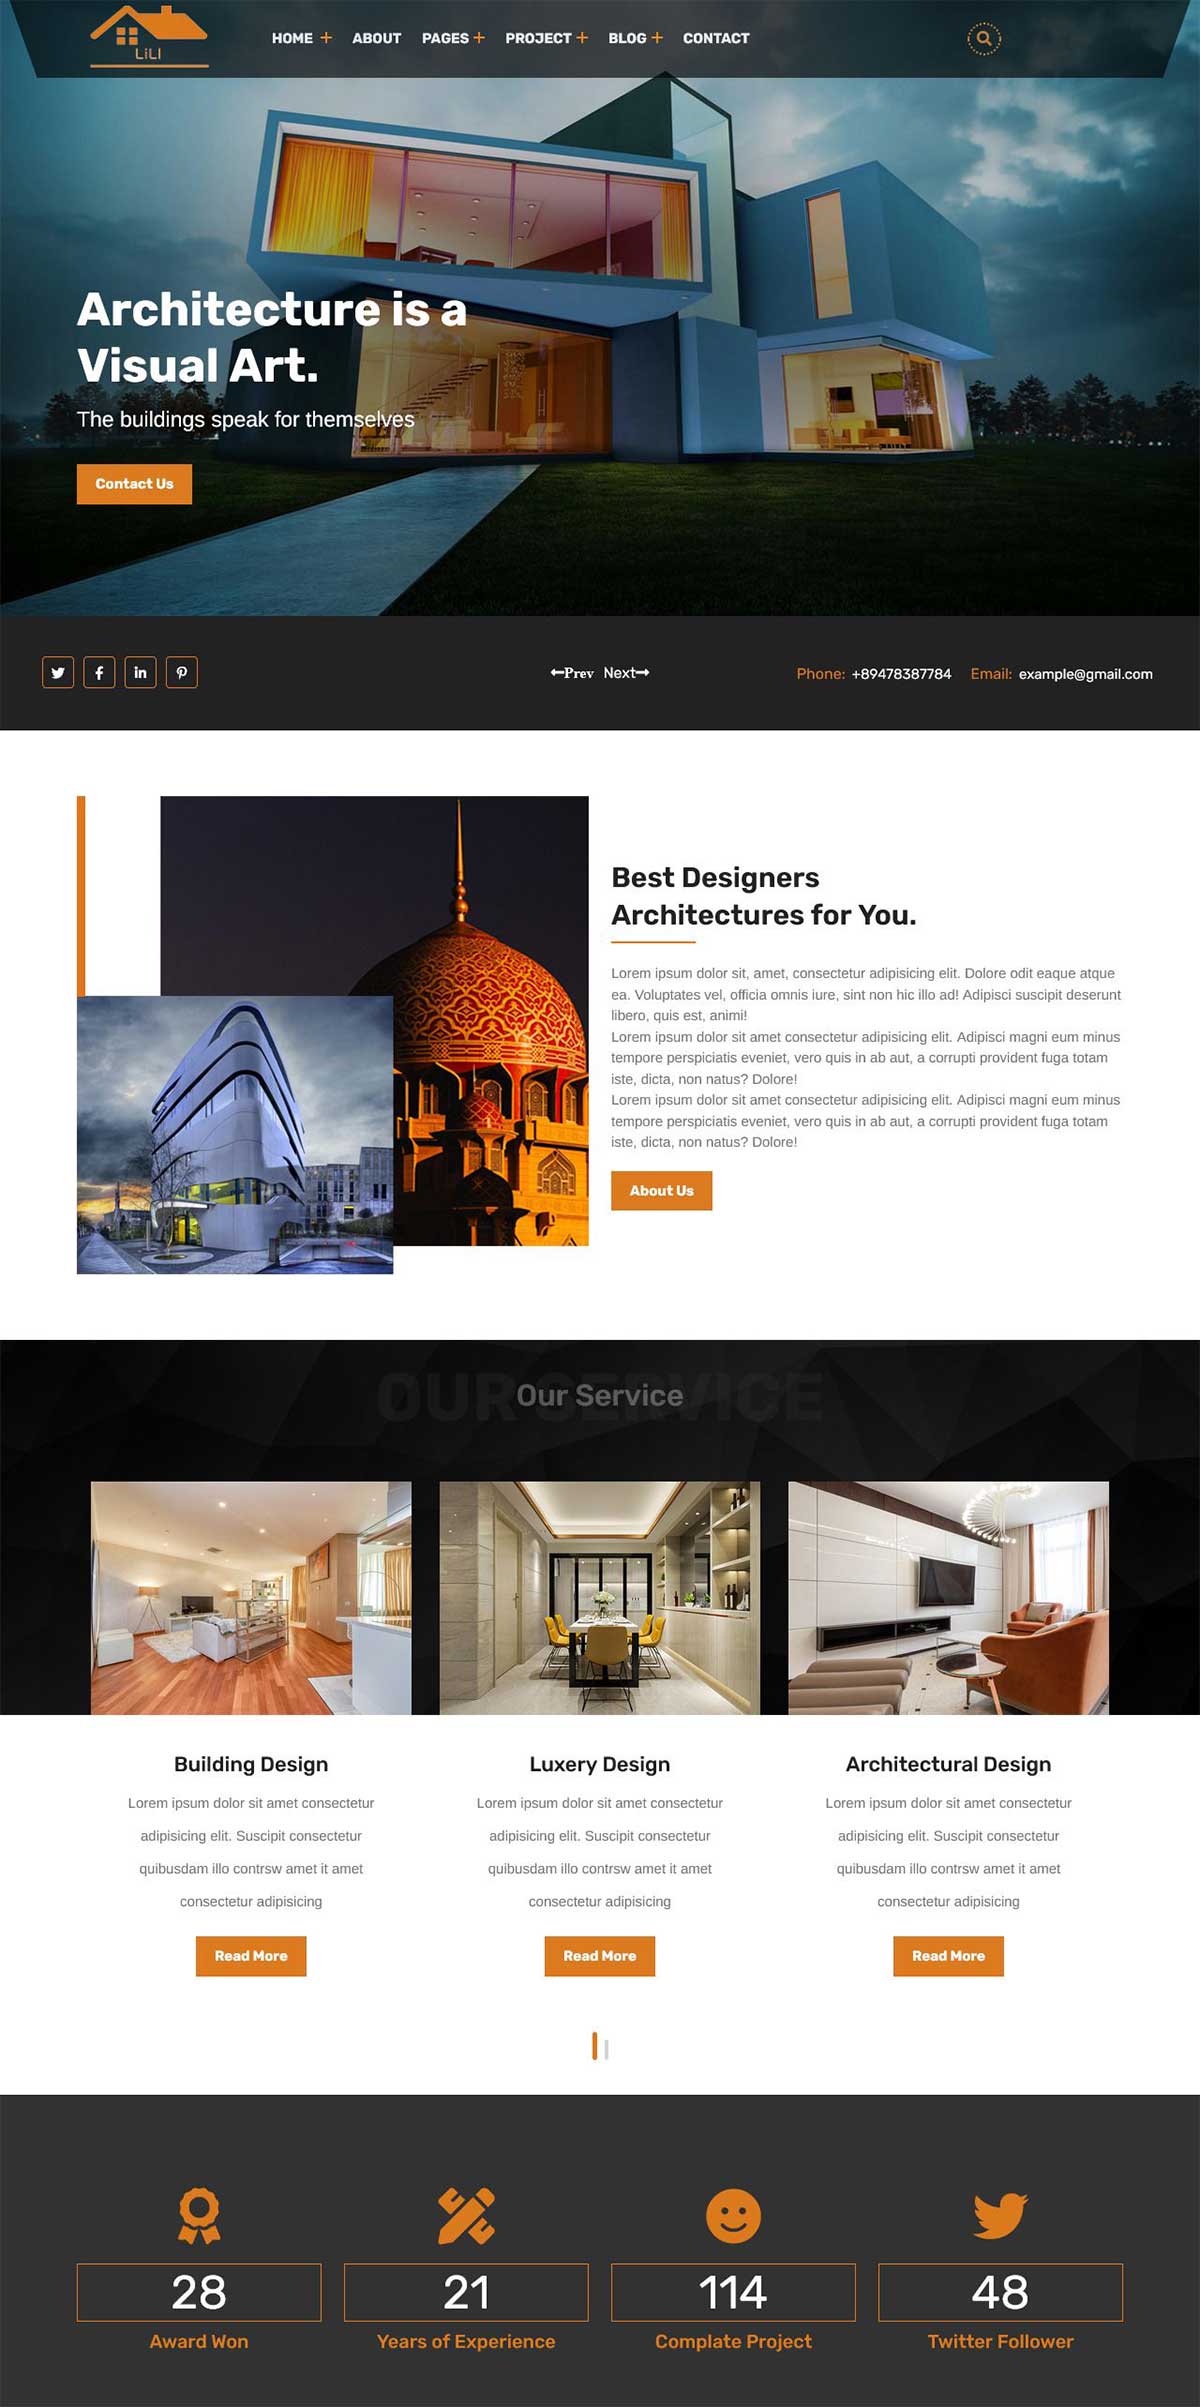 LiLI
HOME + ABOUT PAGES + PROJECT + BLOG + CONTACT
Architecture is a
Visual Art.
The buildings speak for themselves
Contact Us
Prev Next
Phone: +89478387784 Email: example@gmail.com
Best Designers
Architectures for You.
Lorem ipsum dolor sit, amet, consectetur adipisicing elit. Dolore odit eaque atque
ea. Voluptates vel, officia omnis iure, sint non hic illo ad! Adipisci suscipit deserunt
libero, quis est, animi!
Lorem ipsum dolor sit amet consectetur adipisicing elit. Adipisci magni eum minus
tempore perspiciatis eveniet, vero quis in ab aut, a corrupti provident fuga totam
iste, dicta, non natus? Dolore!
Lorem ipsum dolor sit amet consectetur adipisicing elit. Adipisci magni eum minus
tempore perspiciatis eveniet, vero quis in ab aut, a corrupti provident fuga totam
iste, dicta, non natus? Dolore!
About Us
OUR SERVICE
Our Service
Building Design
Lorem ipsum dolor sit amet consectetur
adipisicing elit. Suscipit consectetur
quibusdam illo contrsw amet it amet
consectetur adipisicing
Read More
Luxery Design
Lorem ipsum dolor sit amet consectetur
adipisicing elit. Suscipit consectetur
quibusdam illo contrsw amet it amet
consectetur adipisicing
Read More
Architectural Design
Lorem ipsum dolor sit amet consectetur
adipisicing elit. Suscipit consectetur
quibusdam illo contrsw amet it amet
consectetur adipisicing
Read More
28
Award Won
21
Years of Experience
114
Complate Project
48
Twitter Follower